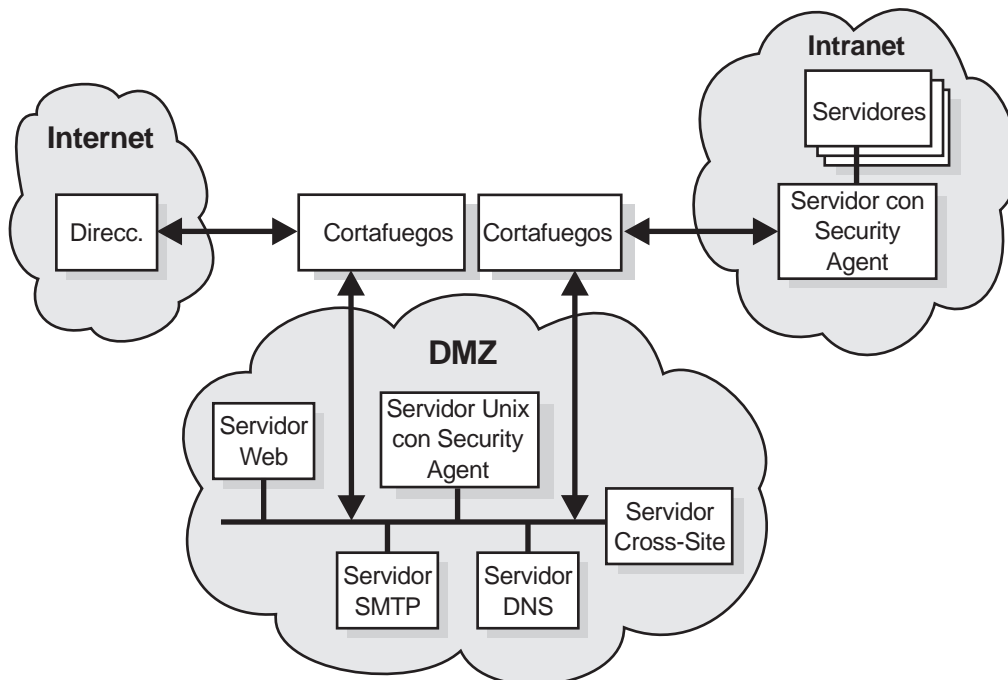 Intranet
Servidores
Internet
Direcc.
Cortafuegos
Cortafuegos
Servidor con
Security
Agent
DMZ
Servidor
Web
Servidor Unix
con Security
Agent
Servidor
Cross-Site
Servidor
SMTP
Servidor
DNS